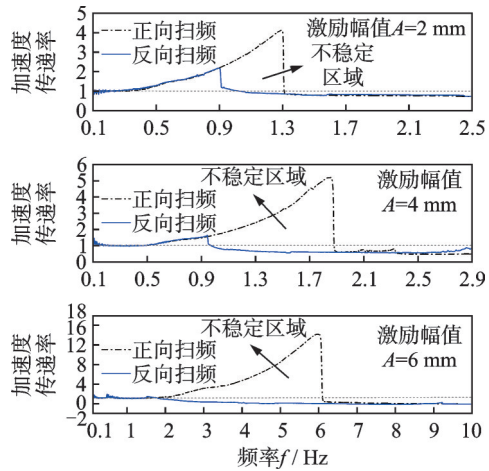 加速度
传递率
5
4
3
2
1
0
正向扫频
反向扫频
激励幅值A=2 mm
不稳定
区域
0.1 0.5 0.9 1.3 1.7 2.1 2.5
加速度
传递率
6
5
4
3
2
1
0
正向扫频
反向扫频
不稳定区域
激励幅值
A=4 mm
0.1 0.5 0.9 1.3 1.7 2.1 2.5 2.9
加速度
传递率
18
16
12
8
4
0
−2
正向扫频
反向扫频
不稳定区域
激励幅值
A=6 mm
0.1 1 2 3 4 5 6 7 8 9 10
频率f / Hz